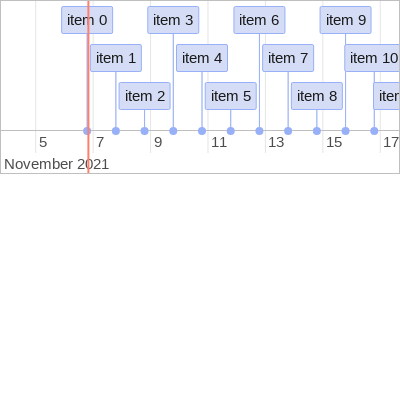 item 0 item 3 item 6 item 9
item 1 item 4 item 7 item 10
item 2 item 5 item 8
5 7 9 11 13 15 17
November 2021